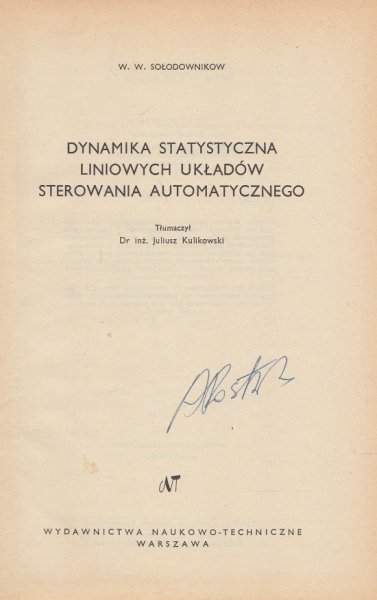 W. W. SOŁODOWNIKOW
DYNAMIKA STATYSTYCZNA
LINIOWYCH UKŁADÓW
STEROWANIA AUTOMATYCZNEGO
Tłumaczył
Dr inż. Juliusz Kulikowski
WYDAWNICTWA NAUKOWO-TECHNICZNE
WARSZAWA